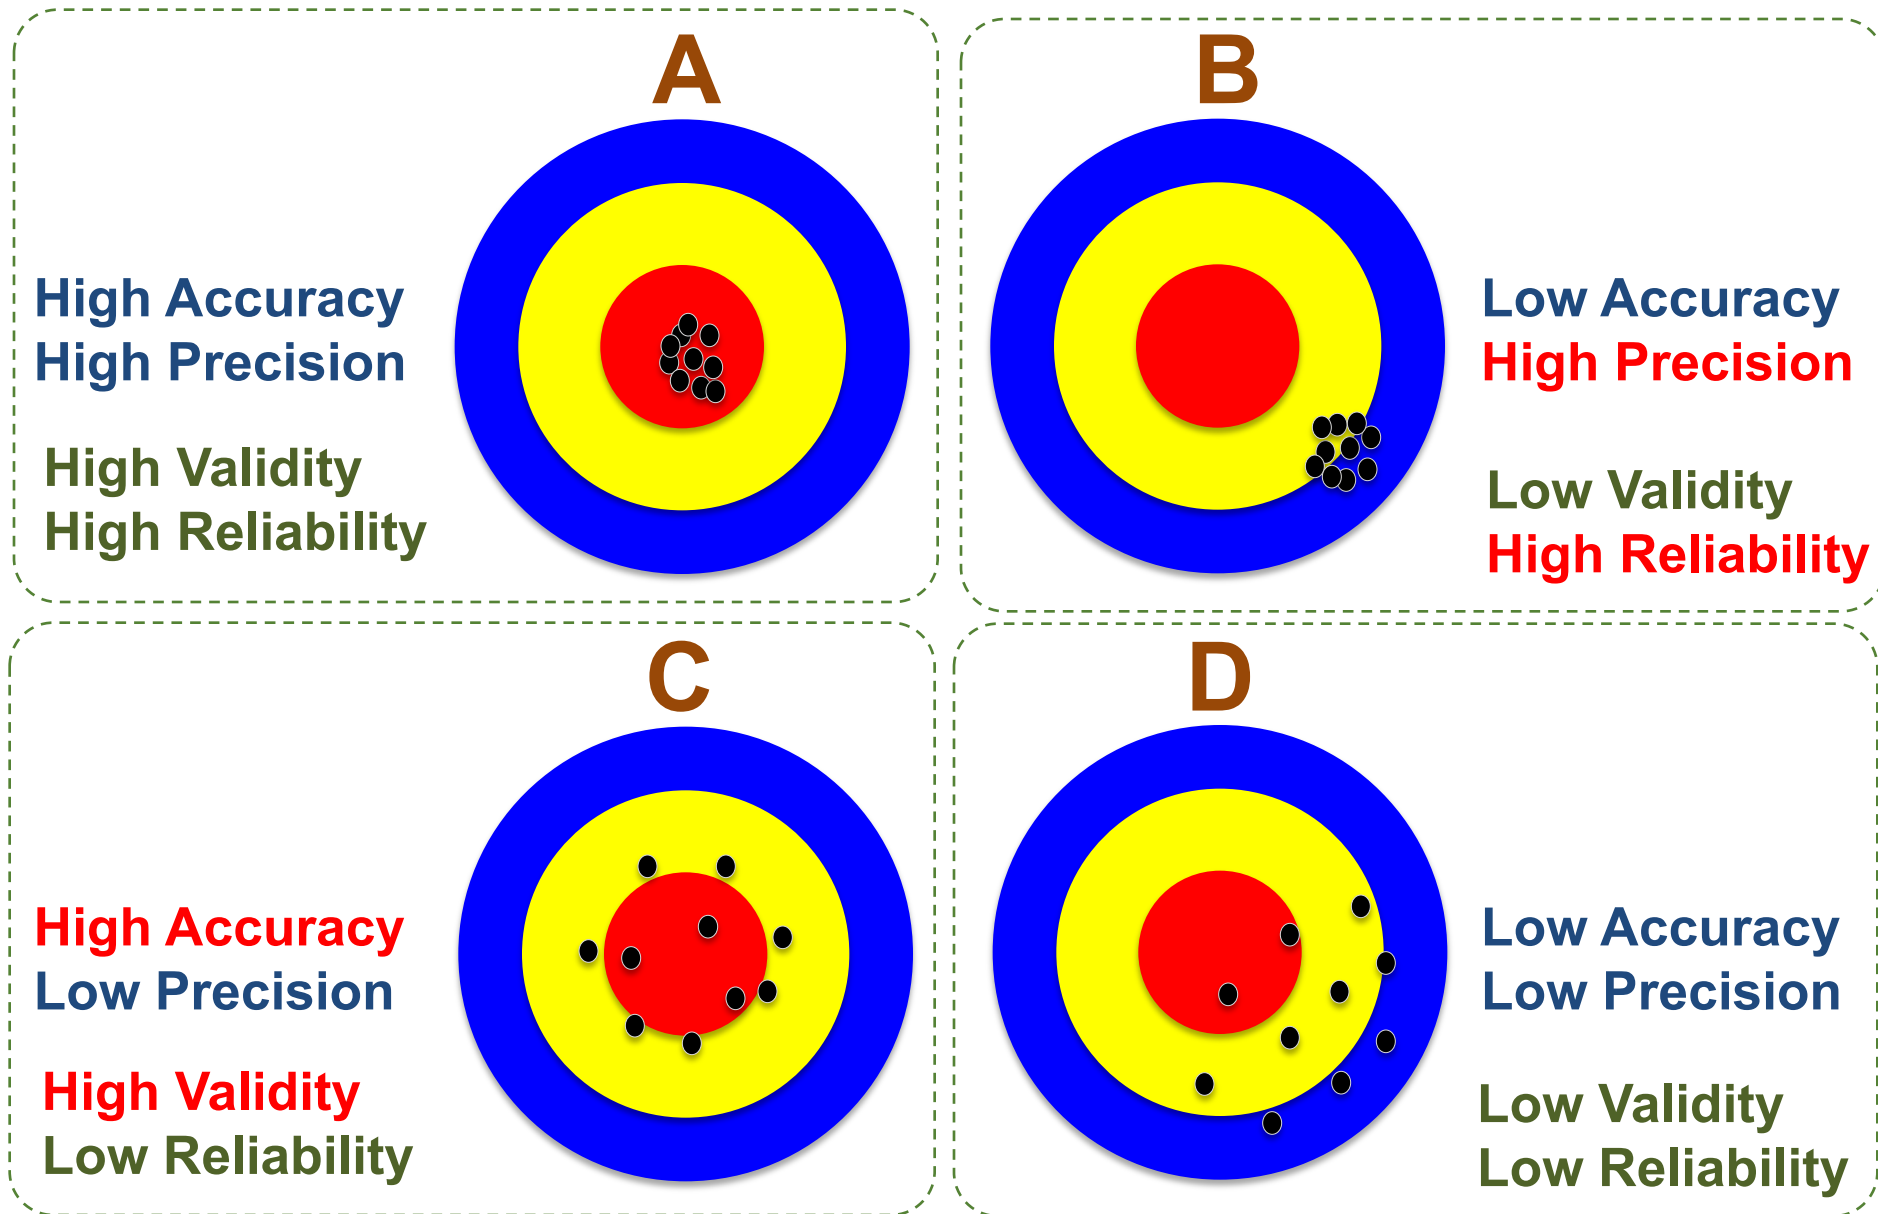 A
High Accuracy
High Precision
High Validity
High Reliability
B
Low Accuracy
High Precision
Low Validity
High Reliability
C
High Accuracy
Low Precision
High Validity
Low Reliability
D
Low Accuracy
Low Precision
Low Validity
Low Reliability